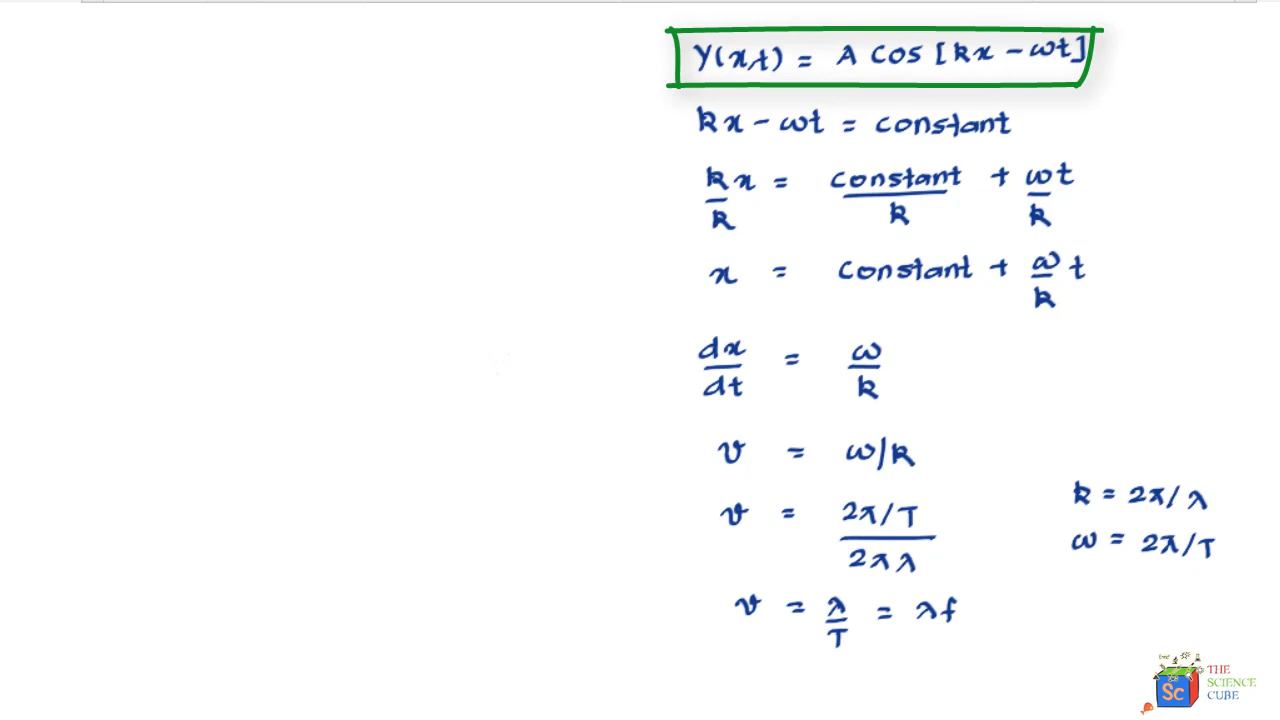 Y(x,t) = A COS [kx - ωt]
kx - ωt = constant
k/k x = constant/k + ωt/k
x = constant + ω/k t
dx/dt = ω/k
v = ω/k
v = 2π/T / 2πλ
k = 2π/λ
ω = 2π/T
v = λ/T = λf
Sc
THE
SCIENCE
CUBE